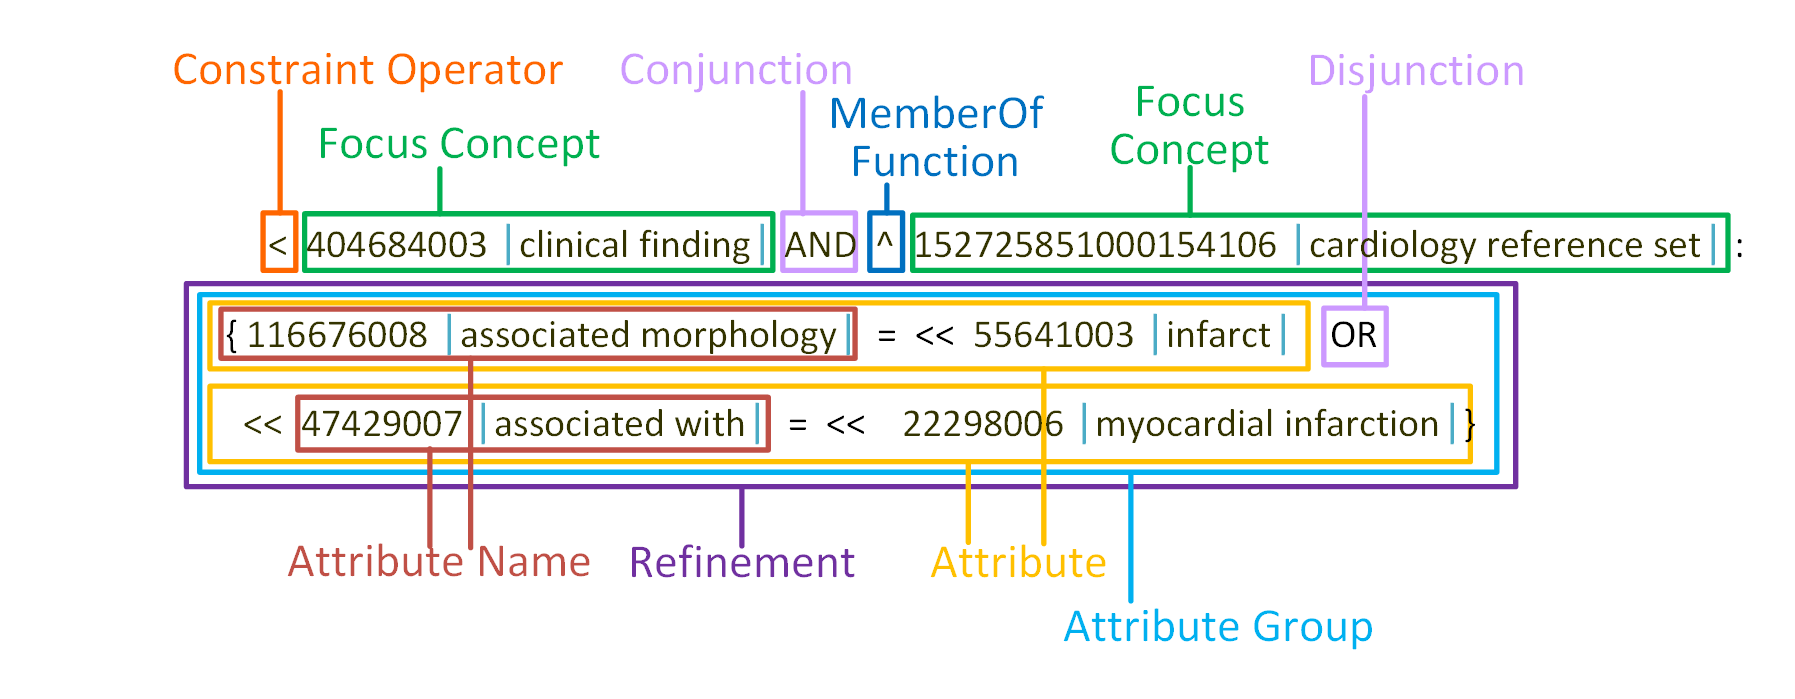 Constraint Operator
Conjunction
Disjunction
Focus Concept
MemberOf
Function
Focus
Concept
< 404684003 |clinical finding| AND ^ 152725851000154106 |cardiology reference set| :
{ 116676008 |associated morphology| = << 55641003 |infarct| OR
<< 47429007 |associated with| = << 22298006 |myocardial infarction| }
Attribute Name
Refinement
Attribute
Attribute Group